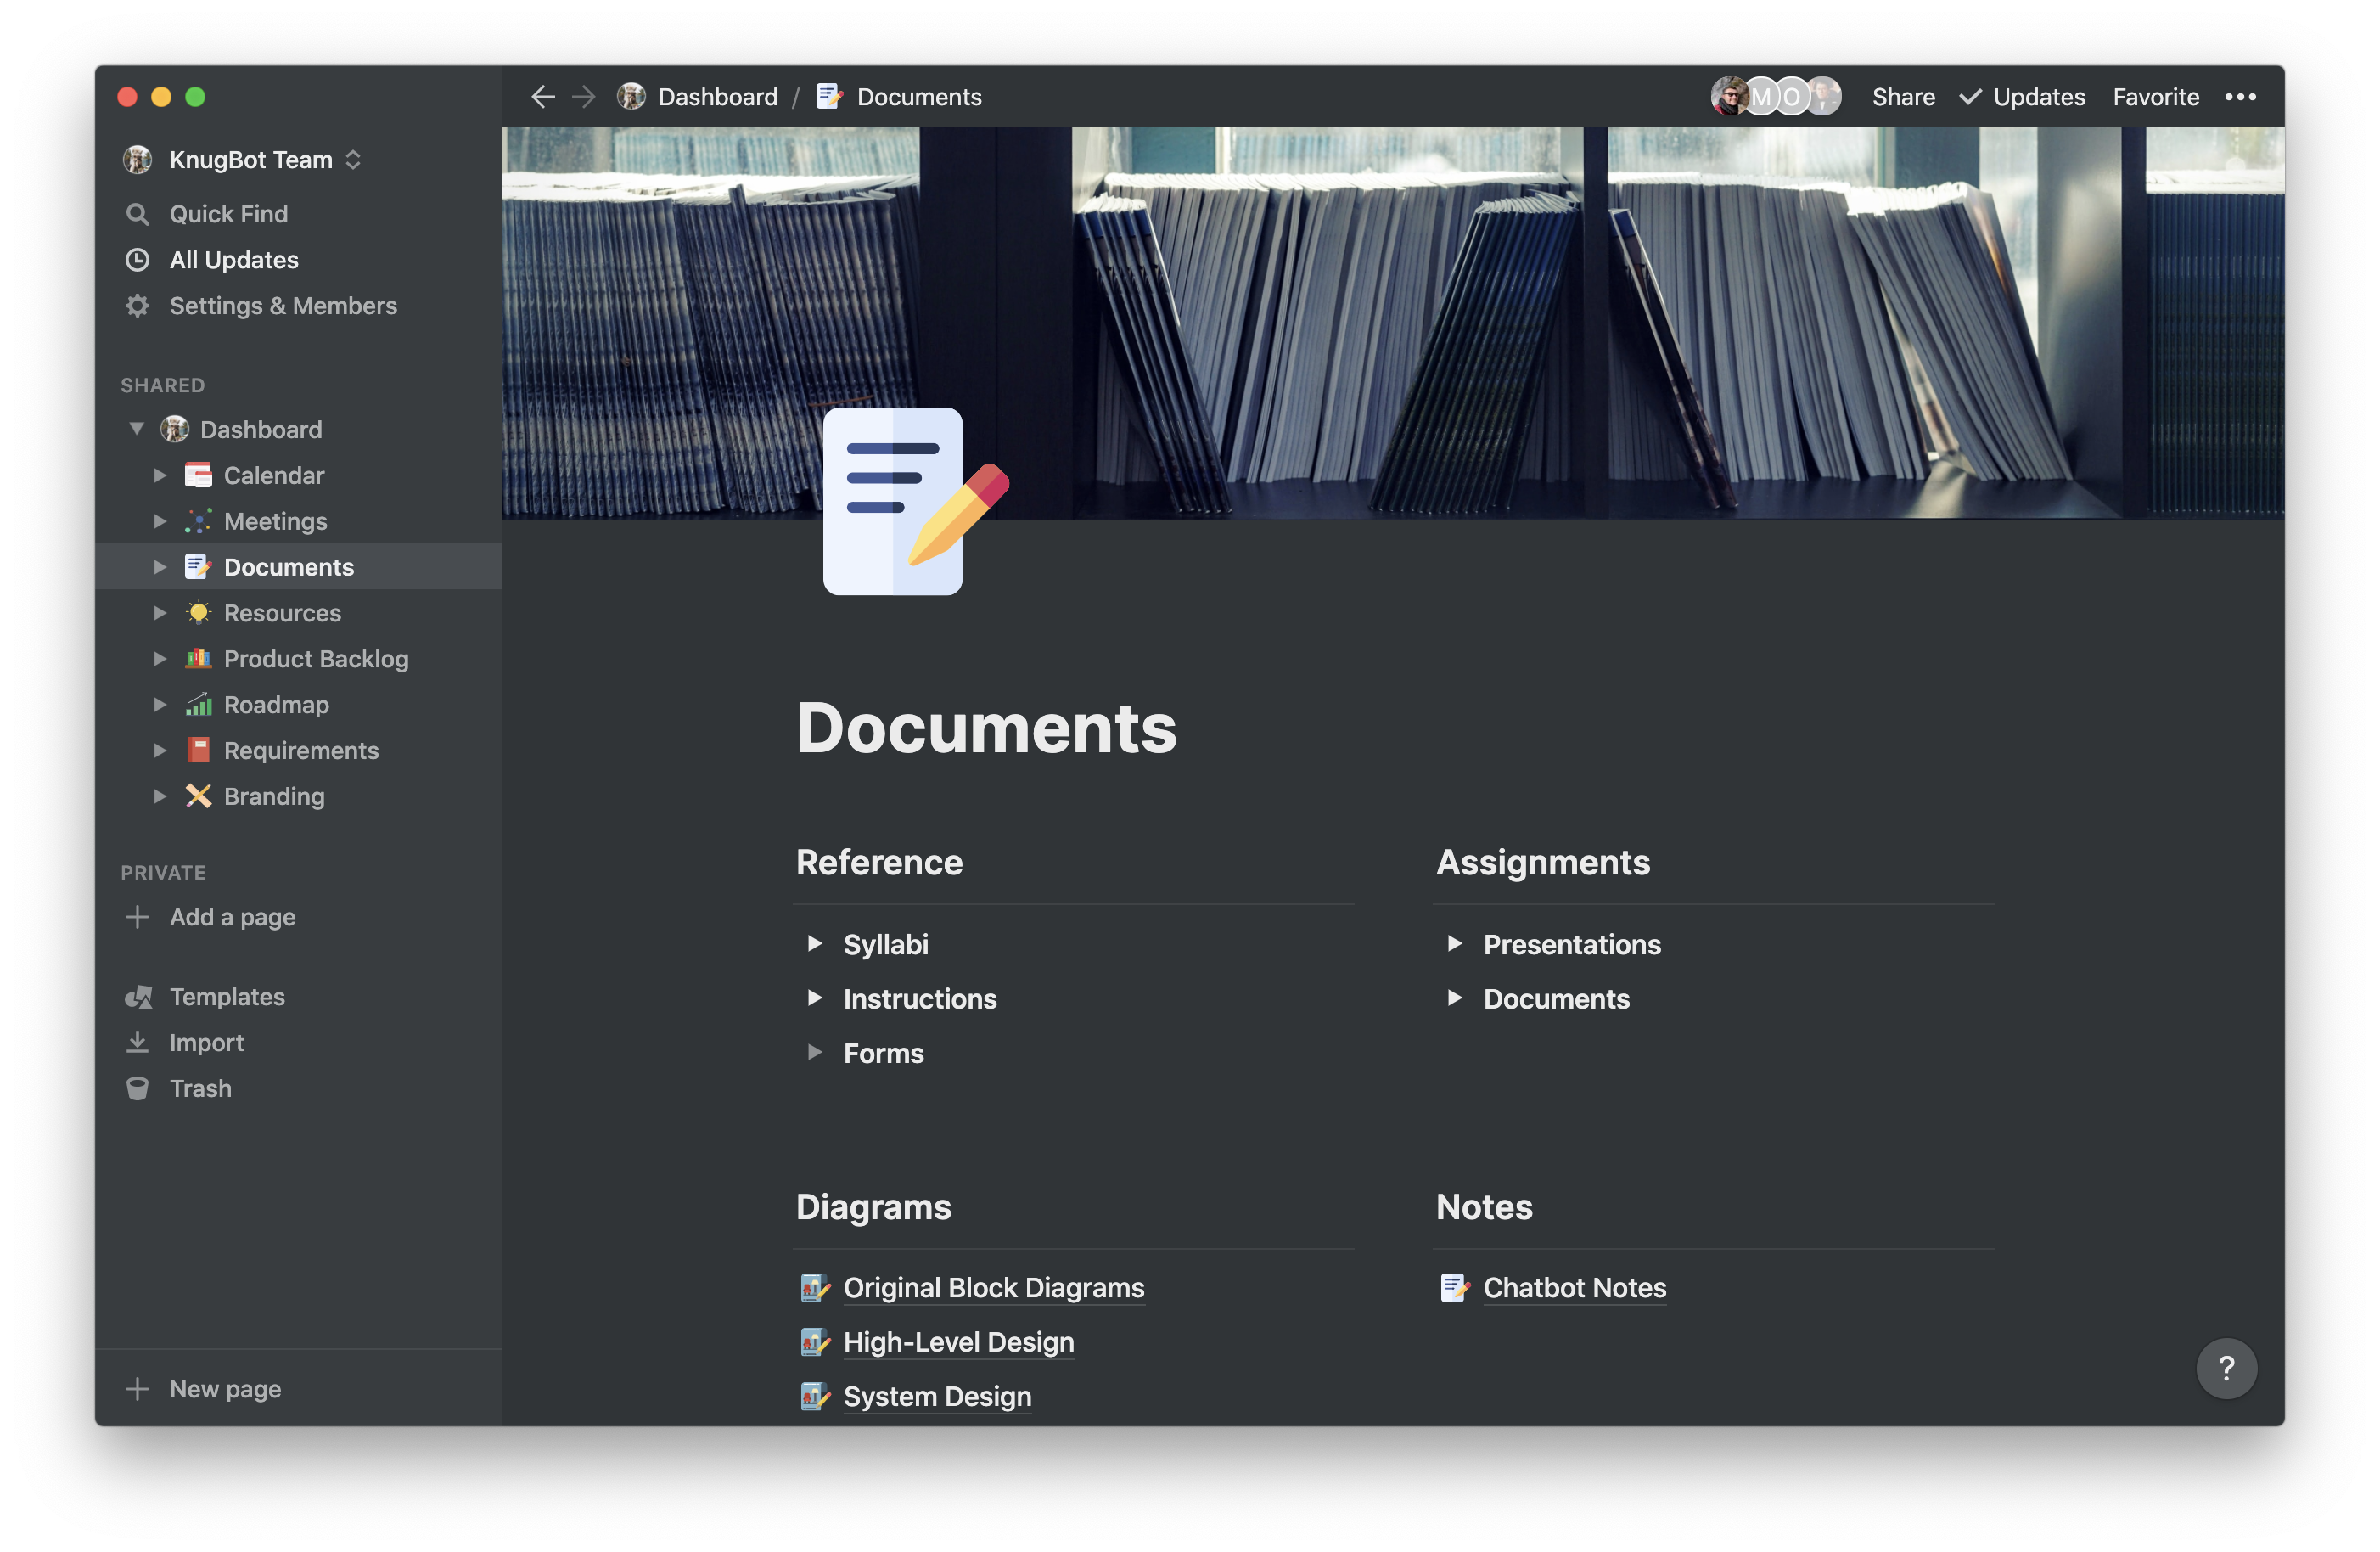 KnugBot Team
Quick Find
All Updates
Settings & Members
SHARED
Dashboard
Calendar
Meetings
Documents
Resources
Product Backlog
Roadmap
Requirements
Branding
PRIVATE
Add a page
Templates
Import
Trash
New page
Dashboard / Documents
M O Share Updates Favorite
Documents
Reference
Syllabi
Instructions
Forms
Assignments
Presentations
Documents
Diagrams
Original Block Diagrams
High-Level Design
System Design
Notes
Chatbot Notes
?